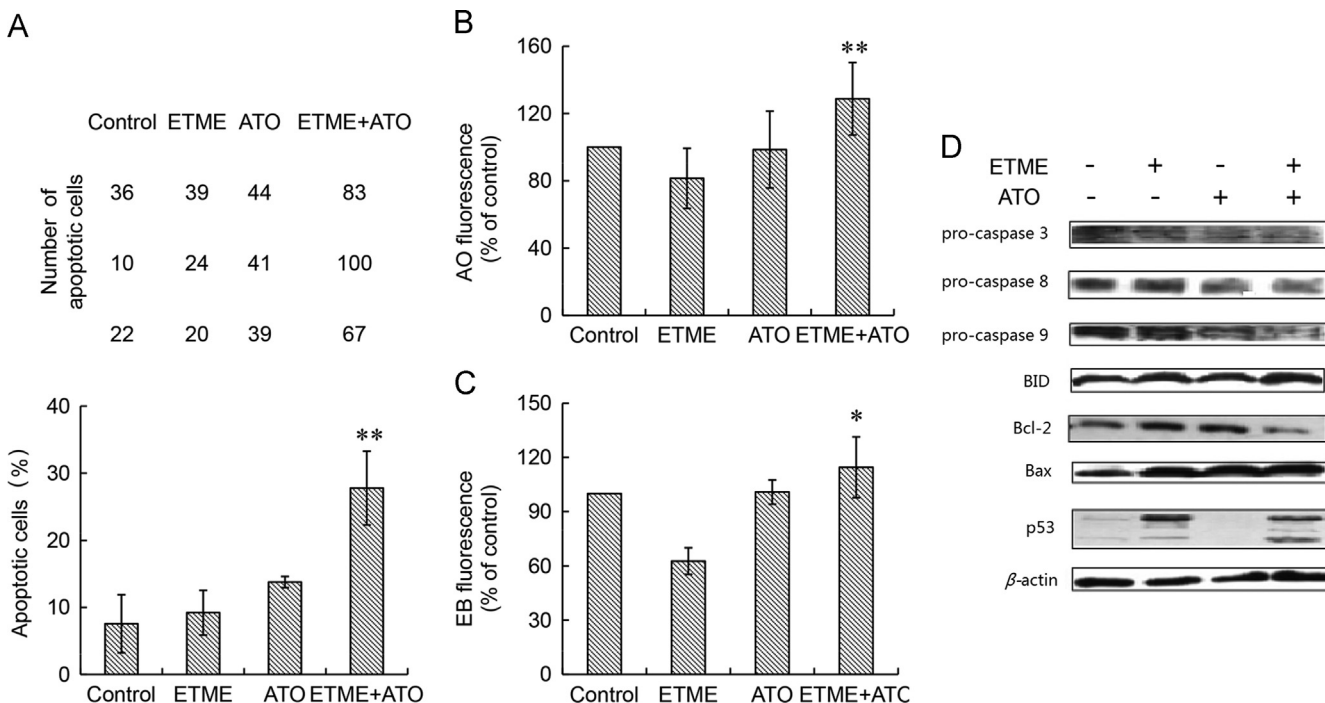 A
Control ETME ATO ETME+ATO
Number of
apoptotic cells
36 39 44 83
10 24 41 100
22 20 39 67
Apoptotic cells (%)
40
30
20
10
0
**
Control ETME ATO ETME+ATO
B
AO fluorescence
(% of control)
160
120
80
40
0
**
Control ETME ATO ETME+ATO
C
EB fluorescence
(% of control)
150
120
90
60
30
0
*
Control ETME ATO ETME+ATC
D
ETME - + - +
ATO - - + +
pro-caspase 3
pro-caspase 8
pro-caspase 9
BID
Bcl-2
Bax
p53
β-actin